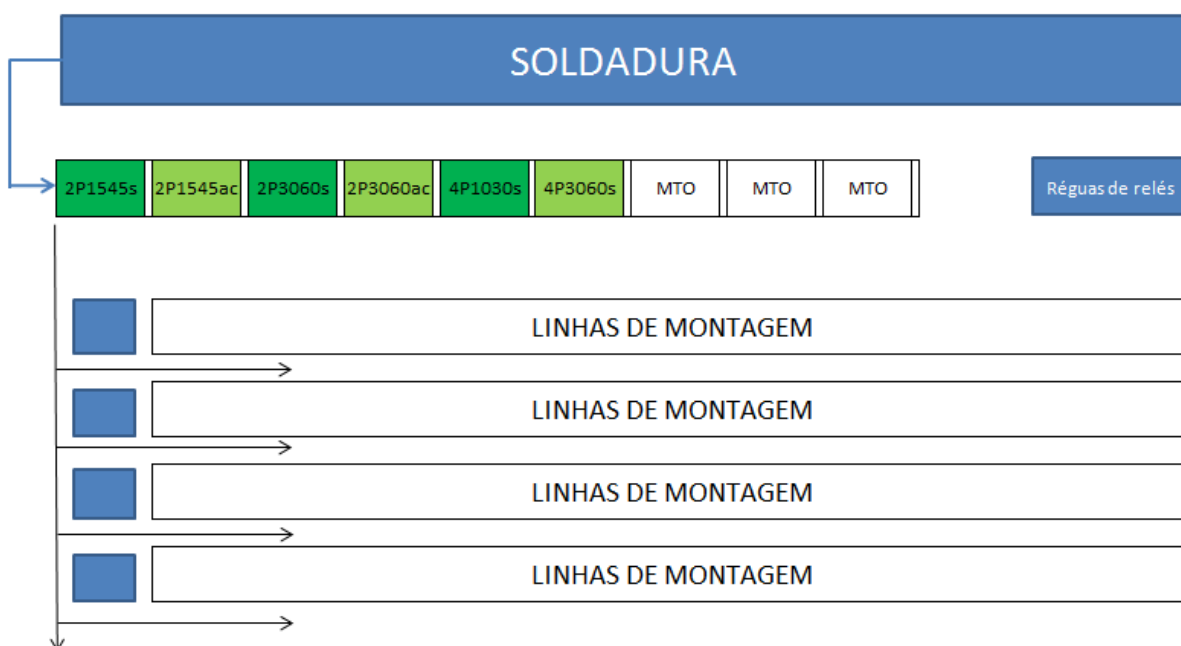 SOLDADURA
2P1545s 2P1545ac 2P3060s 2P3060ac 4P1030s 4P3060s MTO MTO MTO Réguas de relés
LINHAS DE MONTAGEM
LINHAS DE MONTAGEM
LINHAS DE MONTAGEM
LINHAS DE MONTAGEM